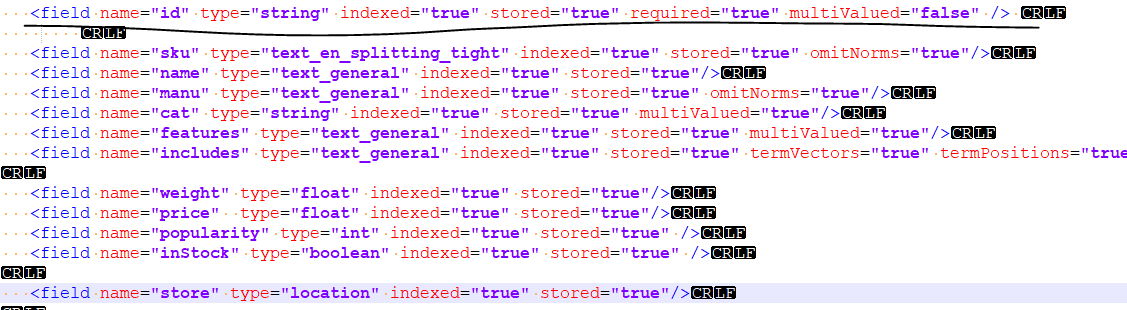 <field name="id" type="string" indexed="true" stored="true" required="true" multiValued="false" /> CRLF
CRLF
<field name="sku" type="text_en_splitting_tight" indexed="true" stored="true" omitNorms="true"/>CRLF
<field name="name" type="text_general" indexed="true" stored="true"/>CRLF
<field name="manu" type="text_general" indexed="true" stored="true" omitNorms="true"/>CRLF
<field name="cat" type="string" indexed="true" stored="true" multiValued="true"/>CRLF
<field name="features" type="text_general" indexed="true" stored="true" multiValued="true"/>CRLF
<field name="includes" type="text_general" indexed="true" stored="true" termVectors="true" termPositions="true
CRLF
<field name="weight" type="float" indexed="true" stored="true"/>CRLF
<field name="price"  type="float" indexed="true" stored="true"/>CRLF
<field name="popularity" type="int" indexed="true" stored="true" />CRLF
<field name="inStock" type="boolean" indexed="true" stored="true" />CRLF
CRLF
<field name="store" type="location" indexed="true" stored="true"/>CRLF